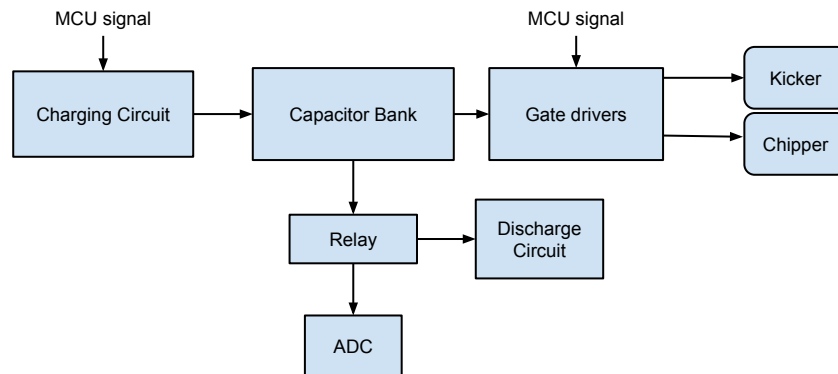 MCU signal
MCU signal
Charging Circuit
Capacitor Bank
Gate drivers
Kicker
Chipper
Relay
Discharge
Circuit
ADC